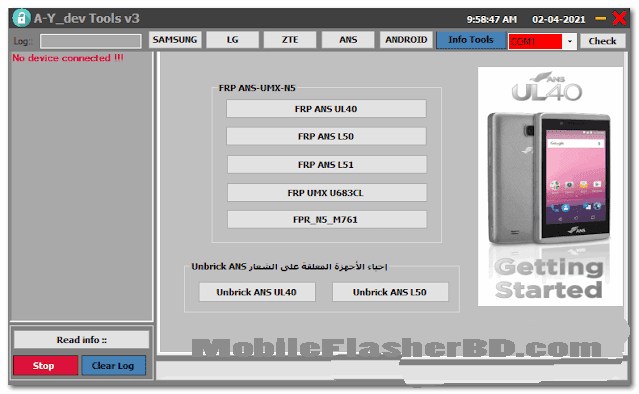 A-Y_dev Tools v3
9:58:47 AM 02-04-2021
Log:
SAMSUNG LG ZTE ANS ANDROID Info Tools COM1 Check
No device connected !!!
FRP ANS-UMX-N5
FRP ANS UL40
FRP ANS L50
FRP ANS L51
FRP UMX U683CL
FPR_N5_M761
Unbrick ANS إحياء الأجهزة المعلقة على الشعار
Unbrick ANS UL40
Unbrick ANS L50
ANS
UL40
Google
ANS
Getting
Started
Read info ::
Stop
Clear Log
MobileFlasherBD.com